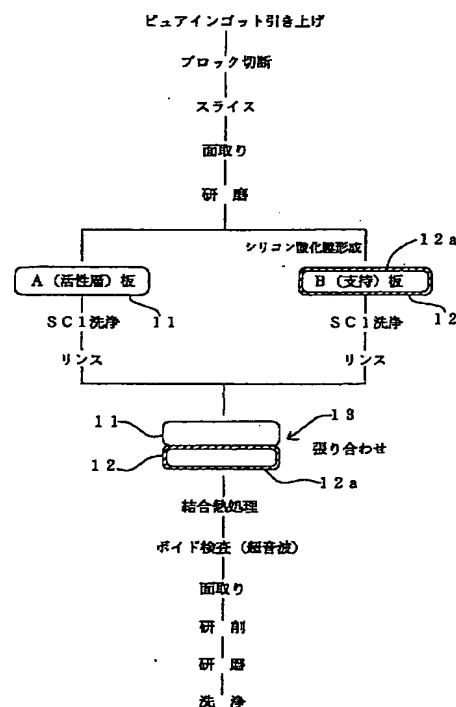 ピュアインゴット引き上げ
ブロック切断
スライス
面取り
研 磨
シリコン酸化膜形成
12a
A (活性層) 板
B (支持) 板
11
12
SC1洗浄
SC1洗浄
リンス
リンス
11
13
12
張り合わせ
12a
結合熱処理
ボイド検査 (超音波)
面取り
研 削
研 磨
洗 浄